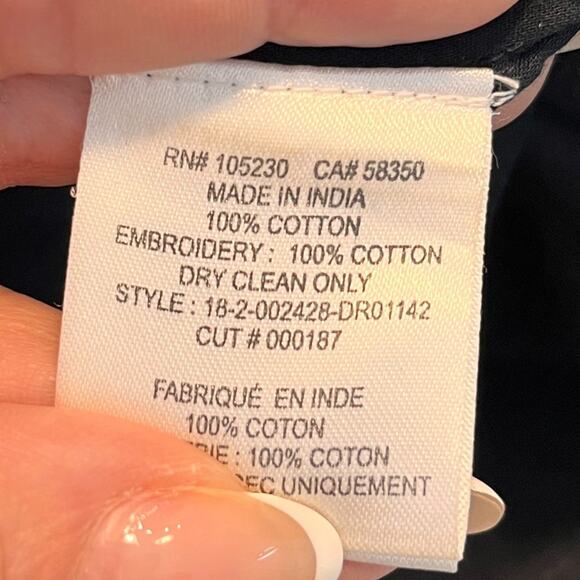 RN# 105230 CA# 58350
MADE IN INDIA
100% COTTON
EMBROIDERY : 100% COTTON
DRY CLEAN ONLY
STYLE : 18-2-002428-DR01142
CUT # 000187
FABRIQUÉ EN INDE
100% COTON
: 100% COTON
UNIQUEMENT